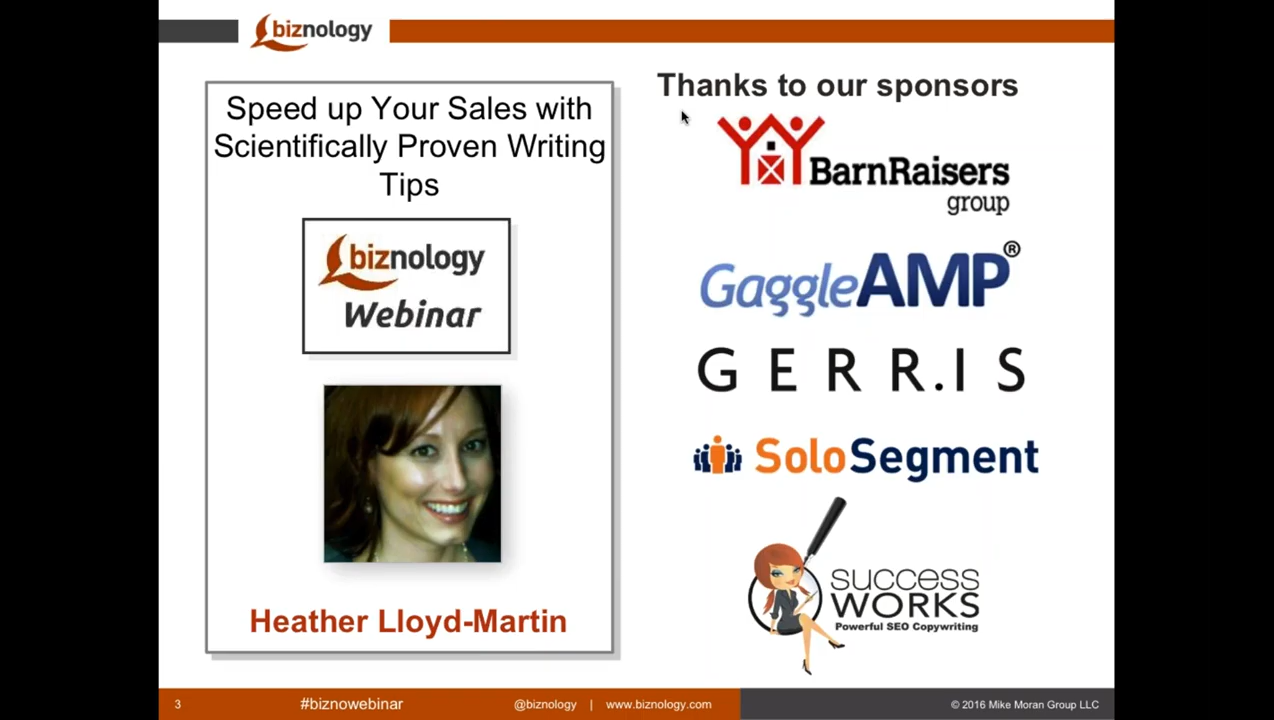 biznology
Speed up Your Sales with
Scientifically Proven Writing
Tips
biznology
Webinar
Heather Lloyd-Martin
Thanks to our sponsors
BarnRaisers
group
GaggleAMP®
GERR.IS
SoloSegment
SUCCESS
WORKS
Powerful SEO Copywriting
3
#biznowebinar
@biznology | www.biznology.com
© 2016 Mike Moran Group LLC